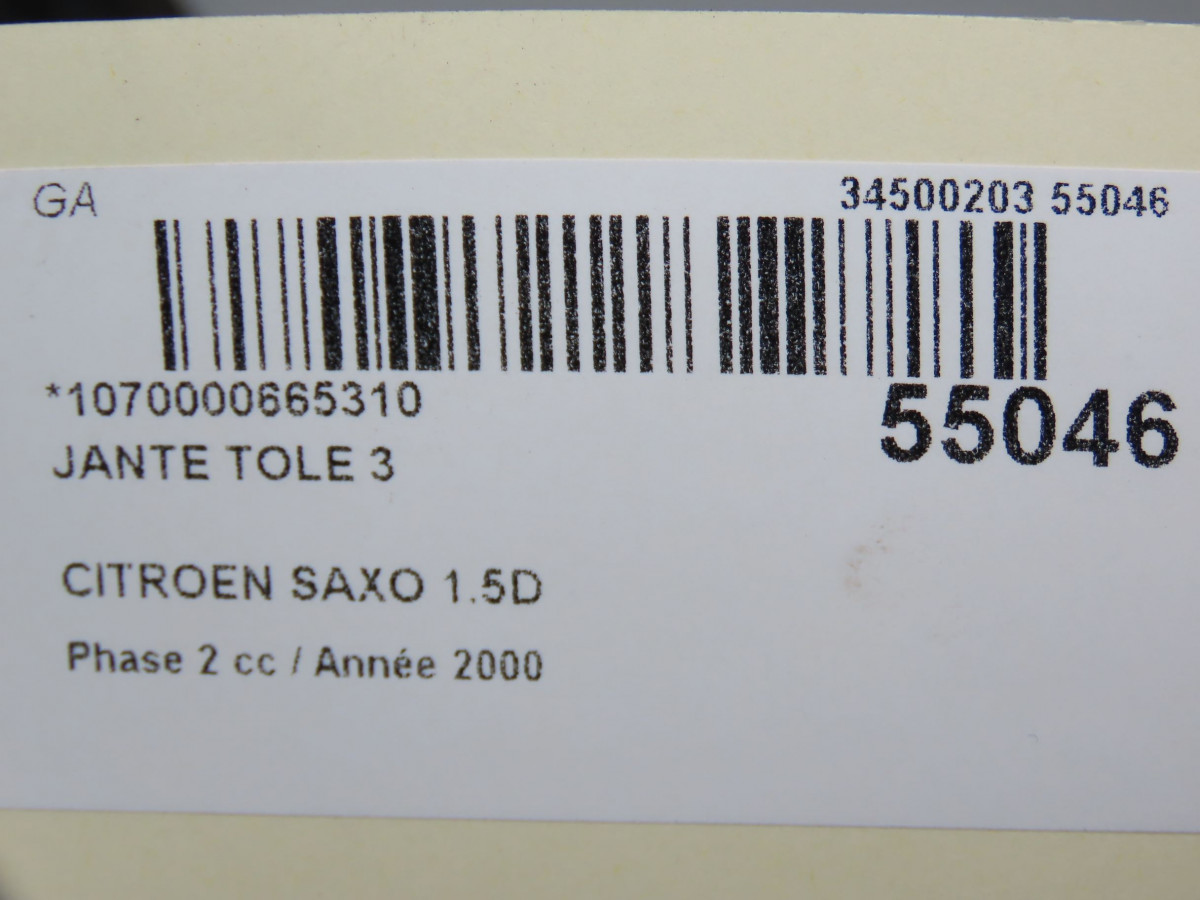 GA
34500203 55046
*1070000665310
55046
JANTE TOLE 3
CITROEN SAXO 1.5D
Phase 2 cc / Année 2000